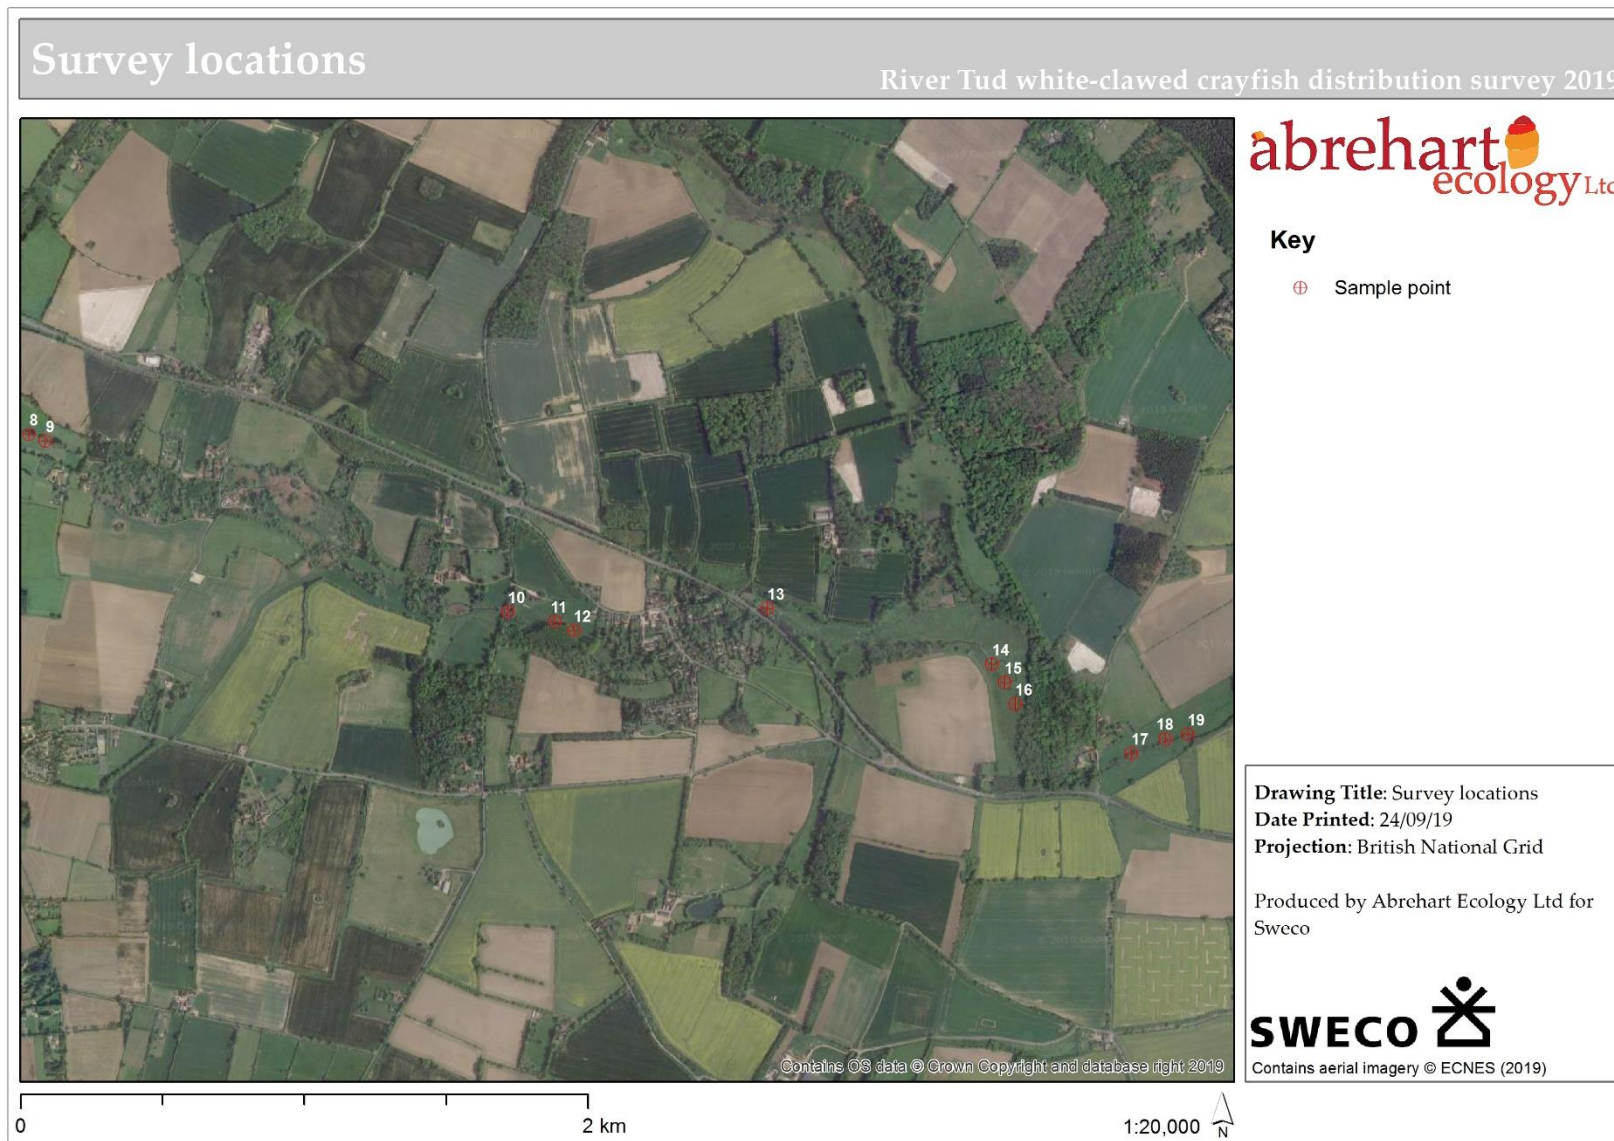 Survey locations
River Tud white-clawed crayfish distribution survey 2019
abrehart
ecology Ltd
Key
Sample point
8
9
10
11
12
13
14
15
16
17
18
19
Drawing Title: Survey locations
Date Printed: 24/09/19
Projection: British National Grid
Produced by Abrehart Ecology Ltd for
Sweco
SWECO
Contains OS data © Crown Copyright and database right 2019
Contains aerial imagery © ECNES (2019)
0
2 km
1:20,000
N